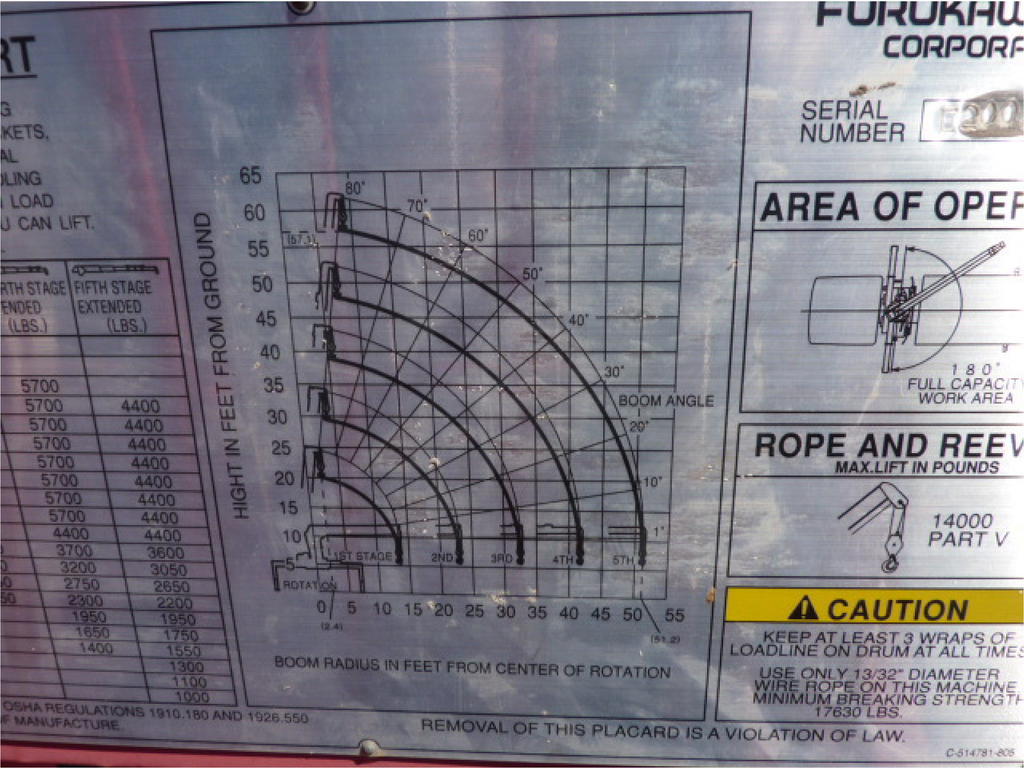 RT
KETS,
AL
LOAD
U CAN LIFT.
RTH STAGE
ENDED
(LBS.)
FIFTH STAGE
EXTENDED
(LBS.)
5700
5700 4400
5700 4400
5700 4400
5700 4400
5700 4400
5700 4400
5700 4400
4400 4400
3700 3600
3200 3050
2750 2650
2300 2200
1950 1950
1650 1750
1400 1550
1300
1100
1000
OSHA REGULATIONS 1910.180 AND 1926.550
F MANUFACTURE.
HIGHT IN FEET FROM GROUND
65
60
55
50
45
40
35
30
25
20
15
10
5
80°
70°
60°
50°
40°
30°
BOOM ANGLE
20°
10°
1°
1ST STAGE 2ND 3RD 4TH 5TH
ROTATION
0 5 10 15 20 25 30 35 40 45 50 55
(2.4) (51.2)
BOOM RADIUS IN FEET FROM CENTER OF ROTATION
REMOVAL OF THIS PLACARD IS A VIOLATION OF LAW.
FURUKAW
CORPOR
SERIAL
NUMBER
AREA OF OPER
180°
FULL CAPACITY
WORK AREA
ROPE AND REEV
MAX.LIFT IN POUNDS
14000
PART V
CAUTION
KEEP AT LEAST 3 WRAPS OF
LOADLINE ON DRUM AT ALL TIMES
USE ONLY 13/32" DIAMETER
WIRE ROPE ON THIS MACHINE
MINIMUM BREAKING STRENGTH
17630 LBS.
C-514781-805